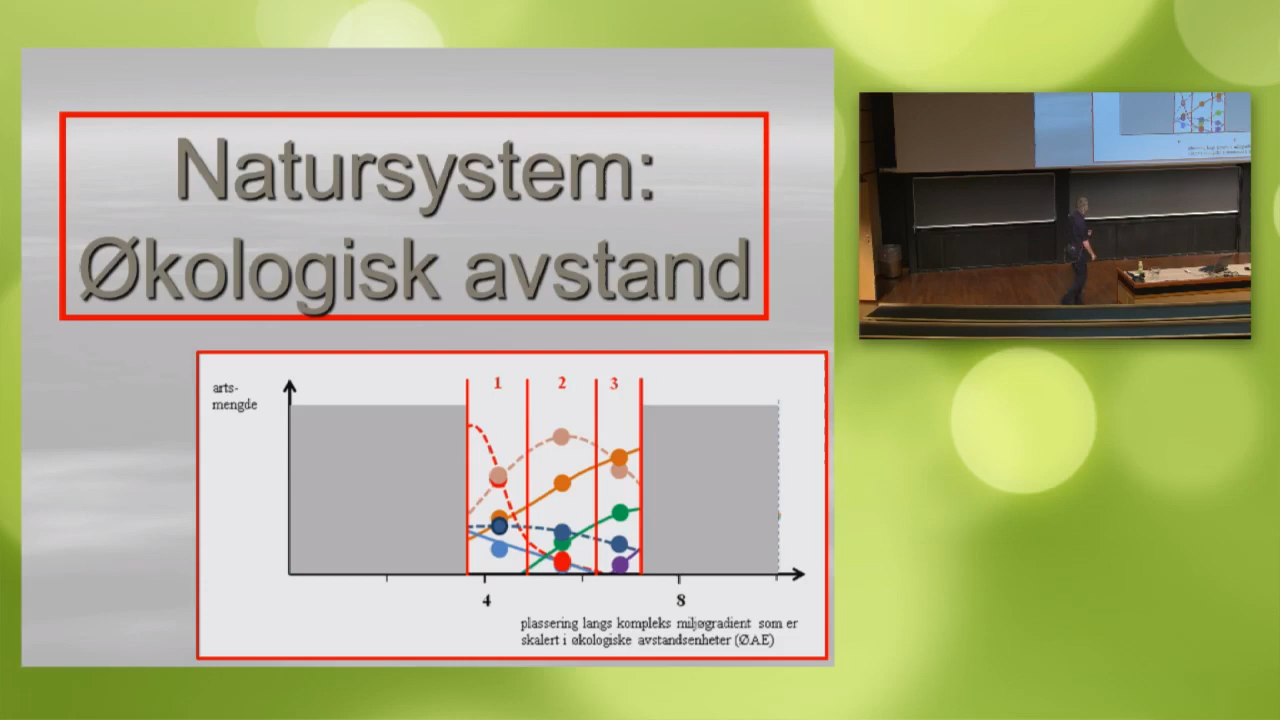 Natursystem:
Økologisk avstand
arts-
mengde
1 2 3
4 8
plassering langs kompleks miljøgradient som er
skalert i økologiske avstandsenheter (ØAE)